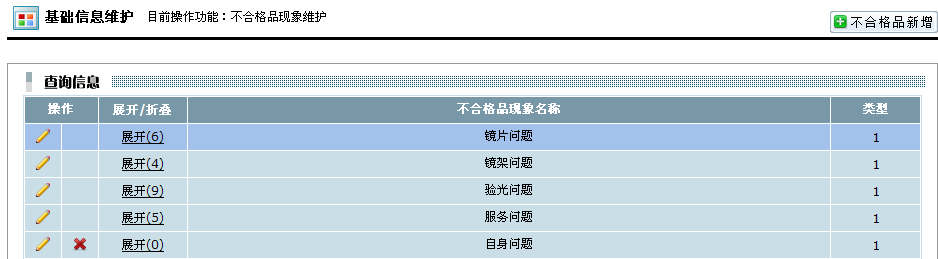 基础信息维护 目前操作功能：不合格品现象维护
不合格品新增
查询信息
操作 展开/折叠 不合格品现象名称 类型
展开(6) 镜片问题 1
展开(4) 镜架问题 1
展开(9) 验光问题 1
展开(5) 服务问题 1
展开(0) 自身问题 1